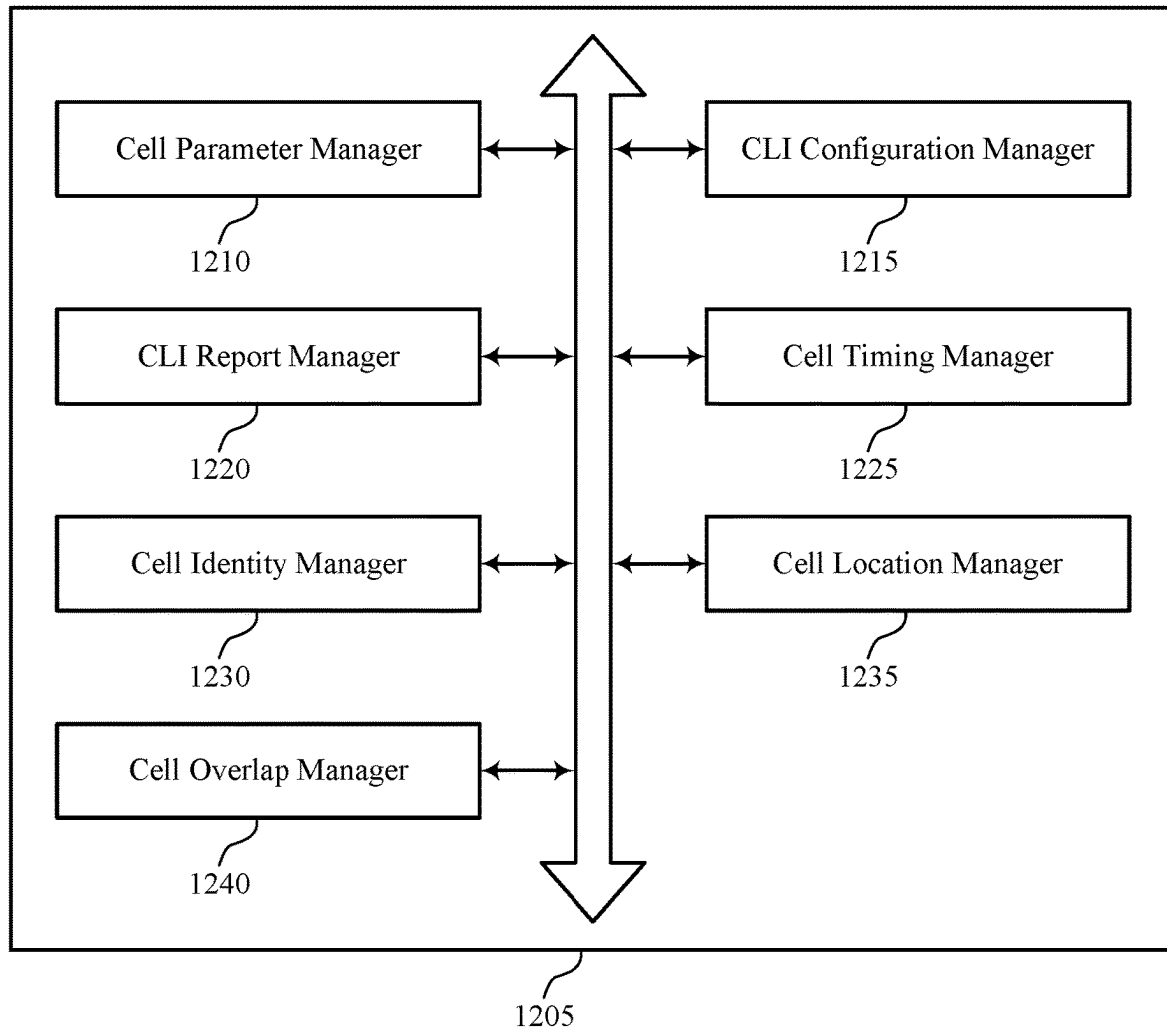 Cell Parameter Manager
CLI Configuration Manager
1210
1215
CLI Report Manager
Cell Timing Manager
1220
1225
Cell Identity Manager
Cell Location Manager
1230
1235
Cell Overlap Manager
1240
1205